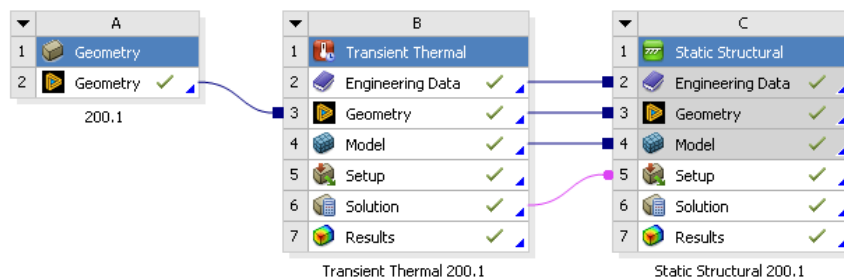 A
1 Geometry
2 Geometry
200.1
B
1 Transient Thermal
2 Engineering Data
3 Geometry
4 Model
5 Setup
6 Solution
7 Results
Transient Thermal 200.1
C
1 Static Structural
2 Engineering Data
3 Geometry
4 Model
5 Setup
6 Solution
7 Results
Static Structural 200.1